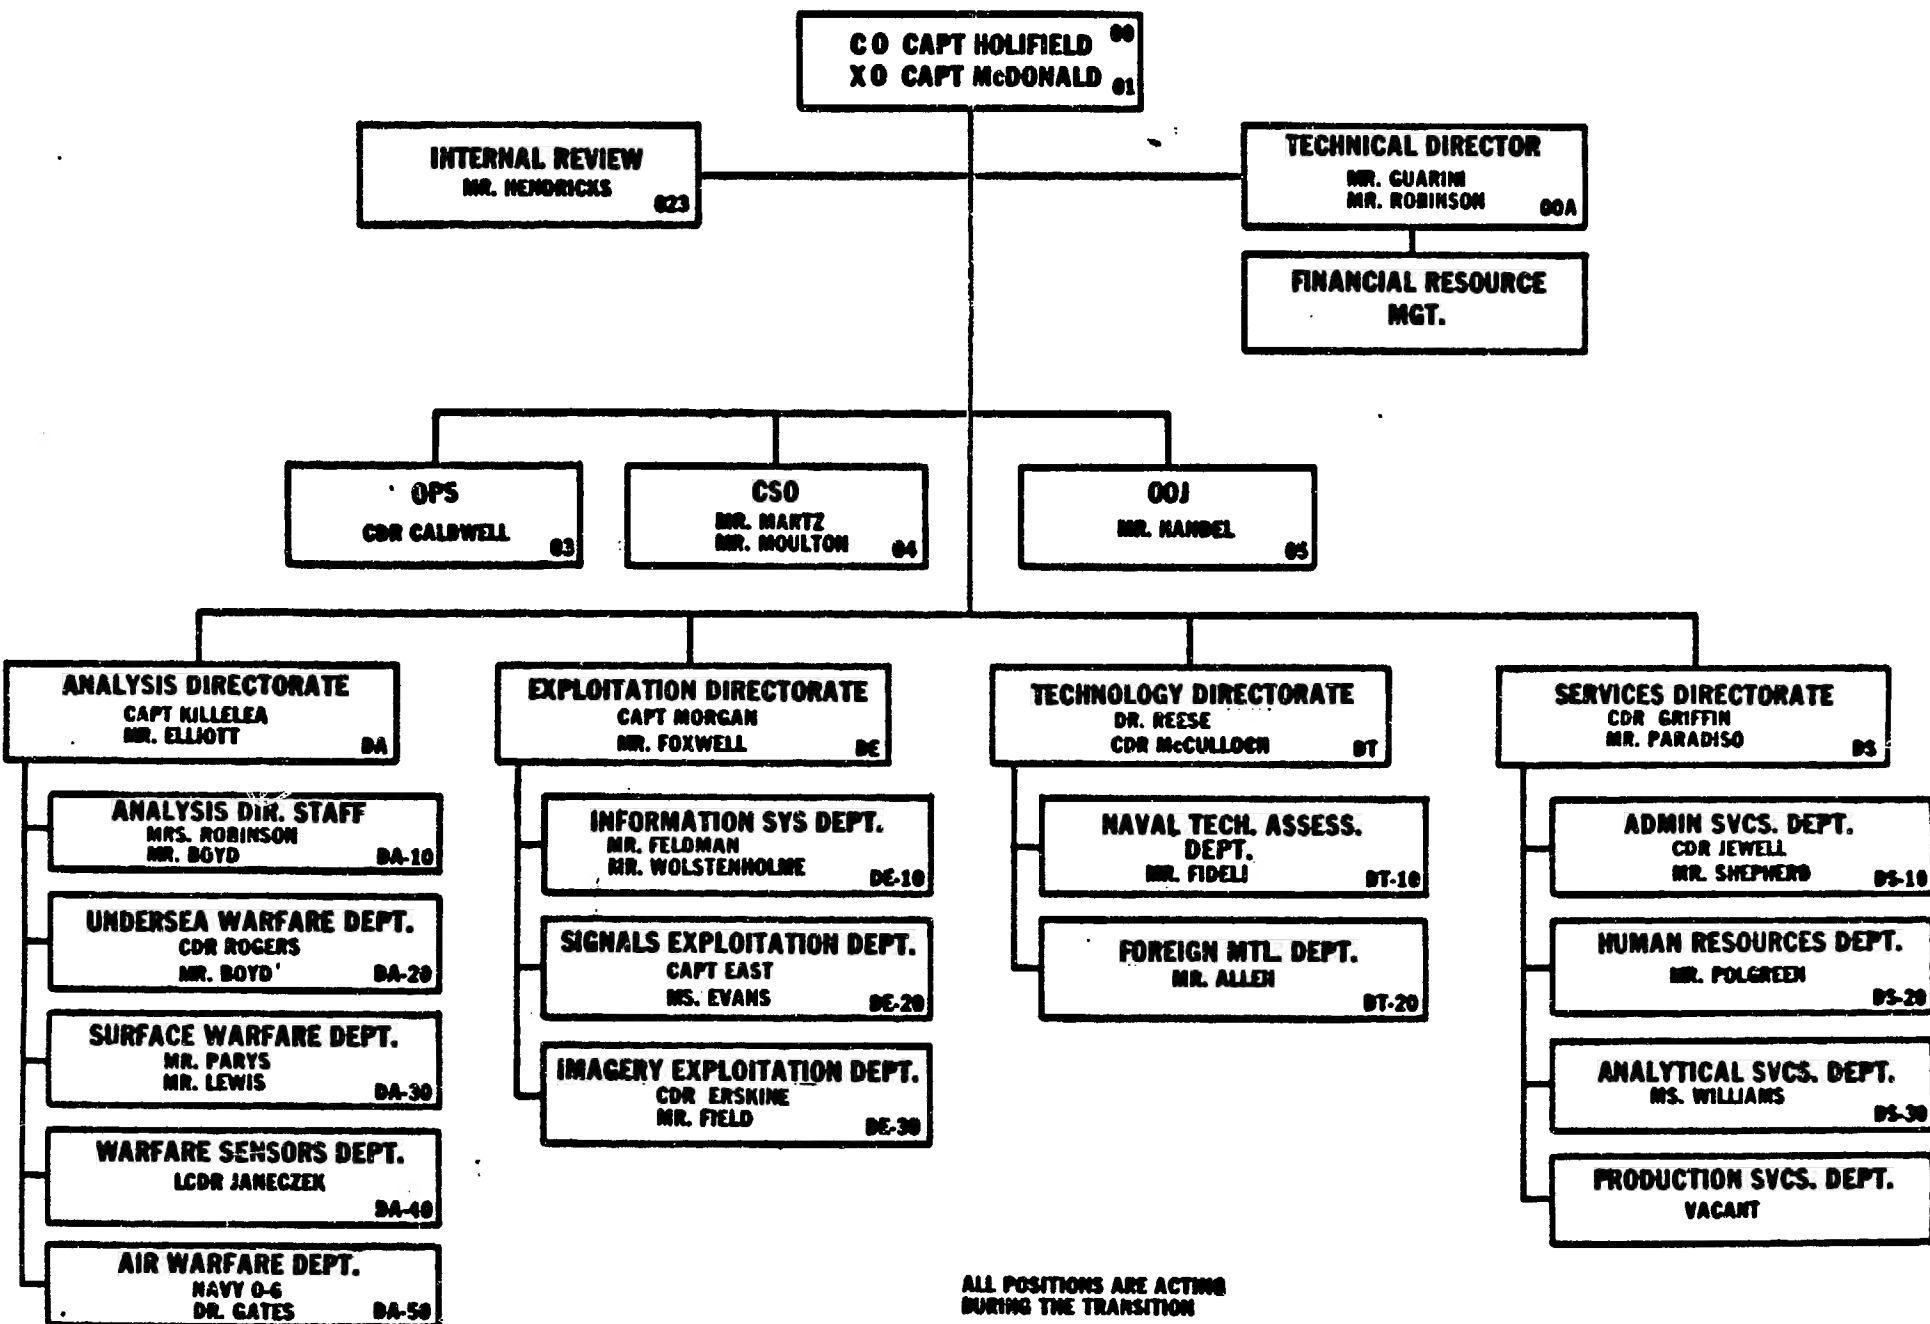 CO CAPT HOLIFIELD 00
XO CAPT McDONALD 01
INTERNAL REVIEW
MR. HENDRICKS
023
TECHNICAL DIRECTOR
MR. GUARINI
MR. ROBINSON 00A
FINANCIAL RESOURCE
MGT.
OPS
CDR CALDWELL 03
CSO
MR. MARTZ
MR. MOULTON 04
OOJ
MR. HANDEL
05
ANALYSIS DIRECTORATE
CAPT KILLELEA
MR. ELLIOTT DA
EXPLOITATION DIRECTORATE
CAPT MORGAN
MR. FOXWELL DE
TECHNOLOGY DIRECTORATE
DR. REESE
CDR McCULLOCH DT
SERVICES DIRECTORATE
CDR GRIFFIN
MR. PARADISO DS
ANALYSIS DIR. STAFF
MRS. ROBINSON
MR. BOYD DA-10
UNDERSEA WARFARE DEPT.
CDR ROGERS
MR. BOYD DA-20
SURFACE WARFARE DEPT.
MR. PARYS
MR. LEWIS DA-30
WARFARE SENSORS DEPT.
LCDR JANECZEK
DA-40
AIR WARFARE DEPT.
NAVY O-6
DR. GATES DA-50
INFORMATION SYS DEPT.
MR. FELDMAN
MR. WOLSTENHOLME DE-10
SIGNALS EXPLOITATION DEPT.
CAPT EAST
MS. EVANS DE-20
IMAGERY EXPLOITATION DEPT.
CDR ERSKINE
MR. FIELD DE-30
NAVAL TECH. ASSESS.
DEPT.
MR. FIDELI DT-10
FOREIGN MTL. DEPT.
MR. ALLEN
DT-20
ADMIN SVCS. DEPT.
CDR JEWELL
MR. SHEPHERD DS-10
HUMAN RESOURCES DEPT.
MR. POLGREEN
DS-20
ANALYTICAL SVCS. DEPT.
MS. WILLIAMS
DS-30
PRODUCTION SVCS. DEPT.
VACANT
ALL POSITIONS ARE ACTING
DURING THE TRANSITION